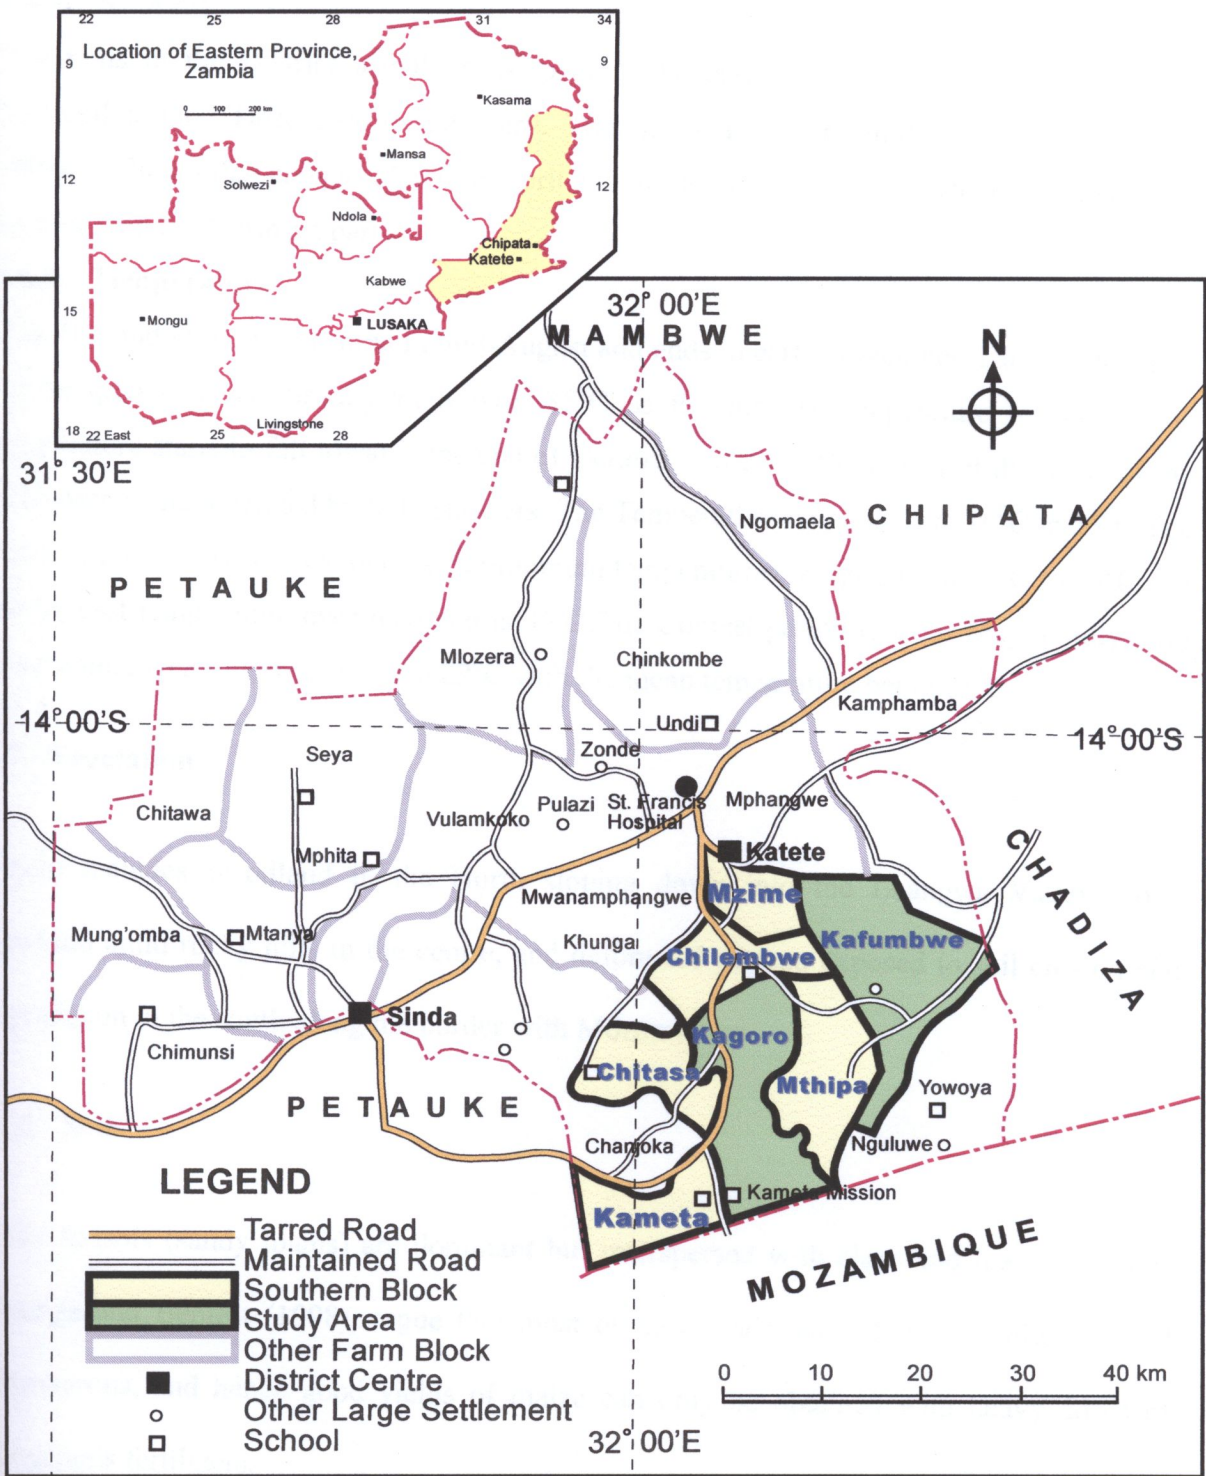 22 25 28 31 34
Location of Eastern Province,
Zambia
9
9
0 100 200 km
Kasama
Mansa
12
12
Solwezi
Ndola
Chipata
Katete
Kabwe
15
Mongu
LUSAKA
Livingstone
18 22 East 25 28
32° 00'E
MAMBWE
N
31° 30'E
CHIPATA
Ngomaela
PETAUKE
Mlozera
Chinkombe
Kamphamba
14° 00'S
Undi
14° 00'S
Seya
Zonde
Chitawa
Pulazi
St. Francis
Hospital
Mphangwe
Vulamkoko
Mphita
Katete
CHADIZA
Mwanamphangwe
Mzime
Mung'omba
Mtanya
Khunga
Kafumbwe
Chilembwe
Sinda
Kagoro
Chimunsi
Chitasa
Mthipa
Yowoya
PETAUKE
Chanjoka
Nguluwe
Kameta Mission
Kameta
MOZAMBIQUE
LEGEND
Tarred Road
Maintained Road
Southern Block
Study Area
Other Farm Block
District Centre
Other Large Settlement
School
0 10 20 30 40 km
32° 00'E